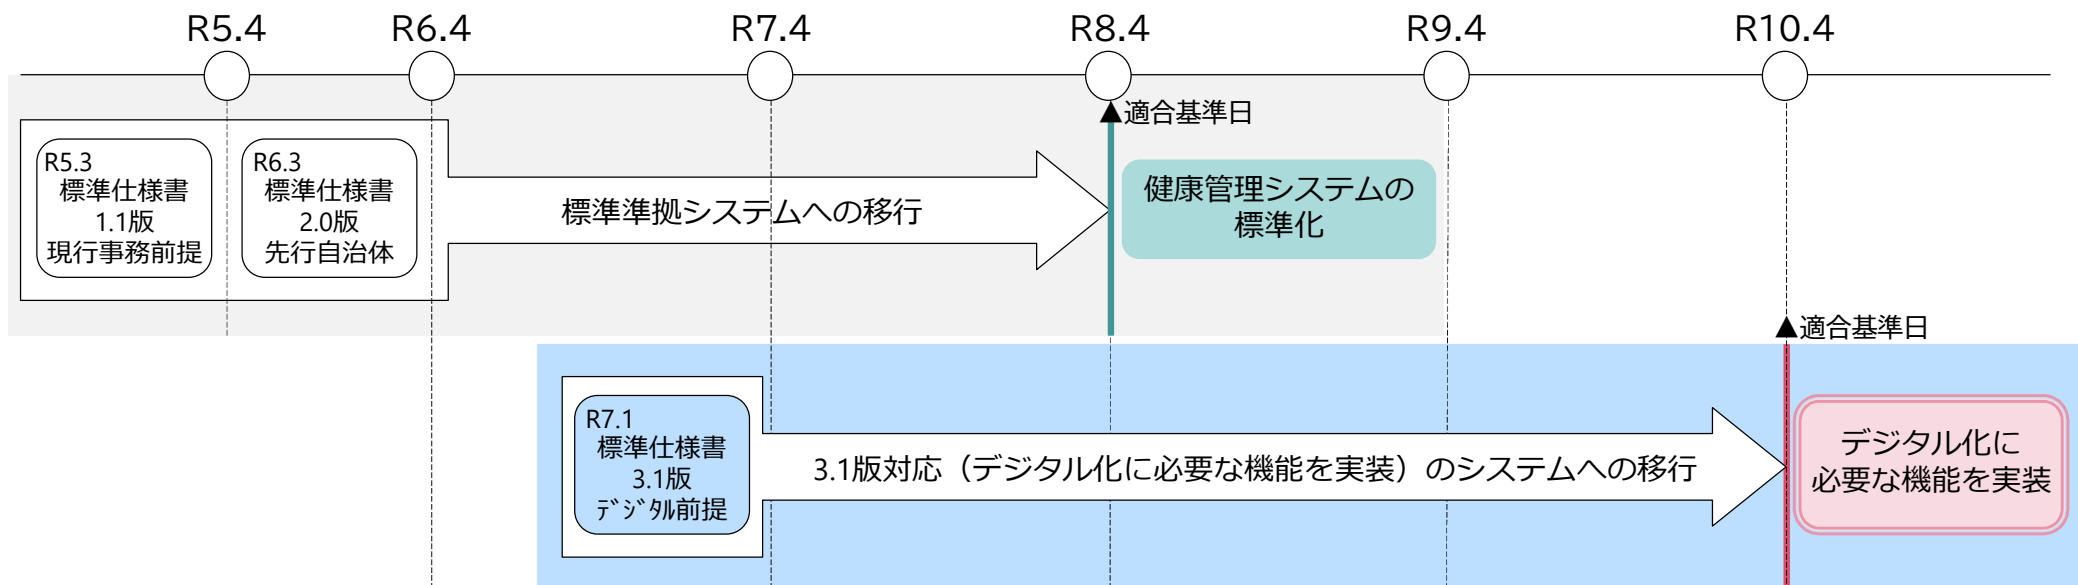 R5.4
R6.4
R7.4
R8.4
R9.4
R10.4
▲適合基準日
R5.3
標準仕様書
1.1版
現行事務前提
R6.3
標準仕様書
2.0版
先行自治体
標準準拠システムへの移行
健康管理システムの
標準化
▲適合基準日
R7.1
標準仕様書
3.1版
ﾃﾞｼﾞﾀﾙ前提
3.1版対応（デジタル化に必要な機能を実装）のシステムへの移行
デジタル化に
必要な機能を実装